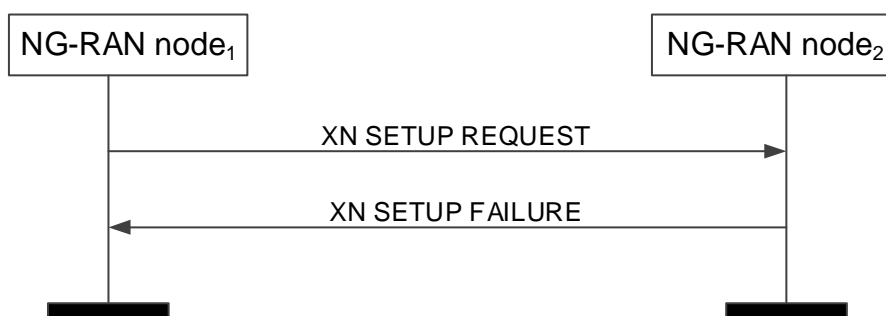 NG-RAN node₁
NG-RAN node₂
XN SETUP REQUEST
XN SETUP FAILURE